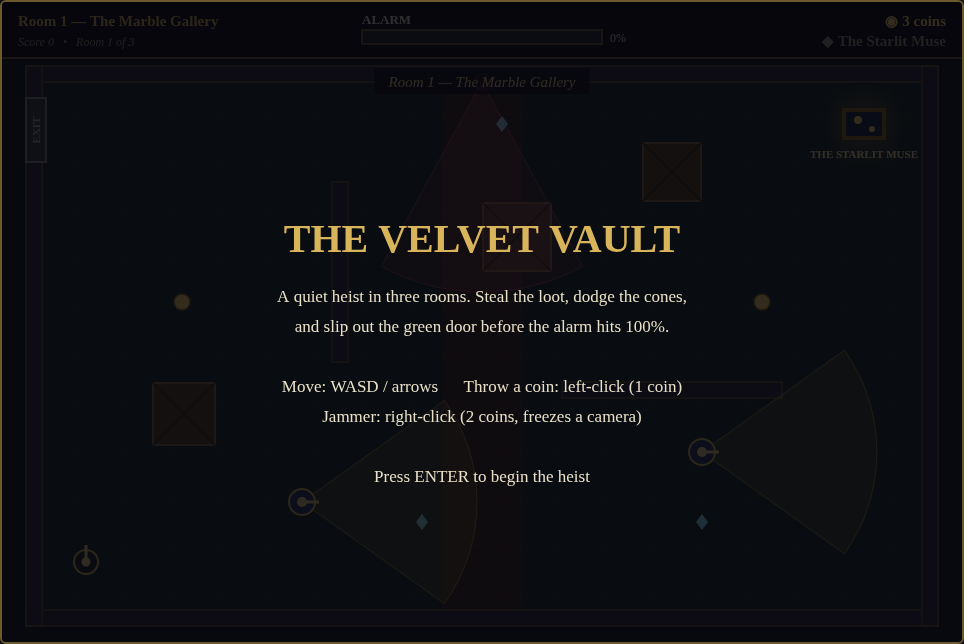 Room 1 — The Marble Gallery
Score 0 • Room 1 of 3
ALARM
0%
◉ 3 coins
◆ The Starlit Muse
Room 1 — The Marble Gallery
EXIT
THE STARLIT MUSE
THE VELVET VAULT
A quiet heist in three rooms. Steal the loot, dodge the cones,
and slip out the green door before the alarm hits 100%.
Move: WASD / arrows Throw a coin: left-click (1 coin)
Jammer: right-click (2 coins, freezes a camera)
Press ENTER to begin the heist